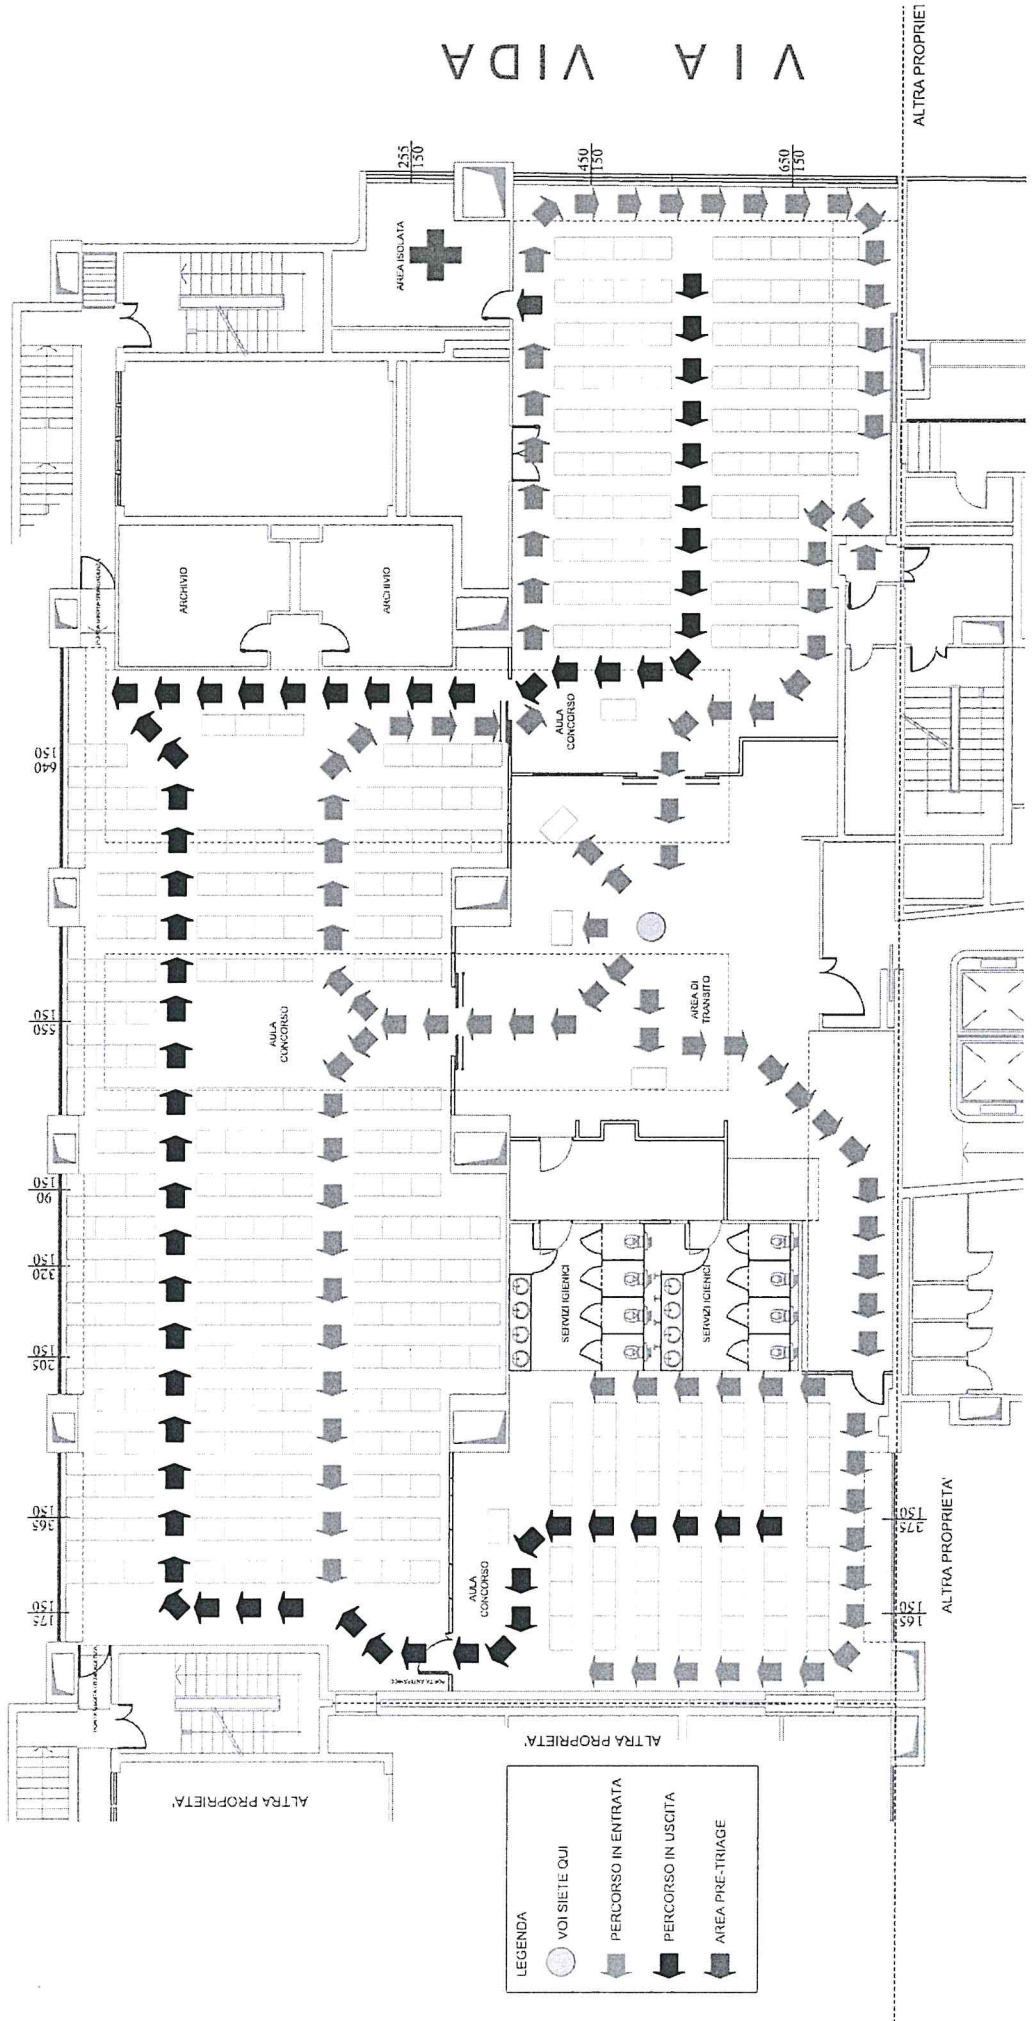 VIA VIDA
ALTRA PROPRIET
255
150
450
150
650
150
AREA ISOLATA
ARCHIVIO
ARCHIVIO
640
150
AULA
CONCORSO
550
150
AULA
CONCORSO
AREA DI
TRANSITO
90
150
320
150
205
150
SERVIZI IGIENICI
SERVIZI IGIENICI
365
150
175
150
AULA
CONCORSO
375
150
165
150
ALTRA PROPRIETA'
ALTRA PROPRIETA'
ALTRA PROPRIETA'
LEGENDA
VOI SIETE QUI
PERCORSO IN ENTRATA
PERCORSO IN USCITA
AREA PRE-TRIAGE